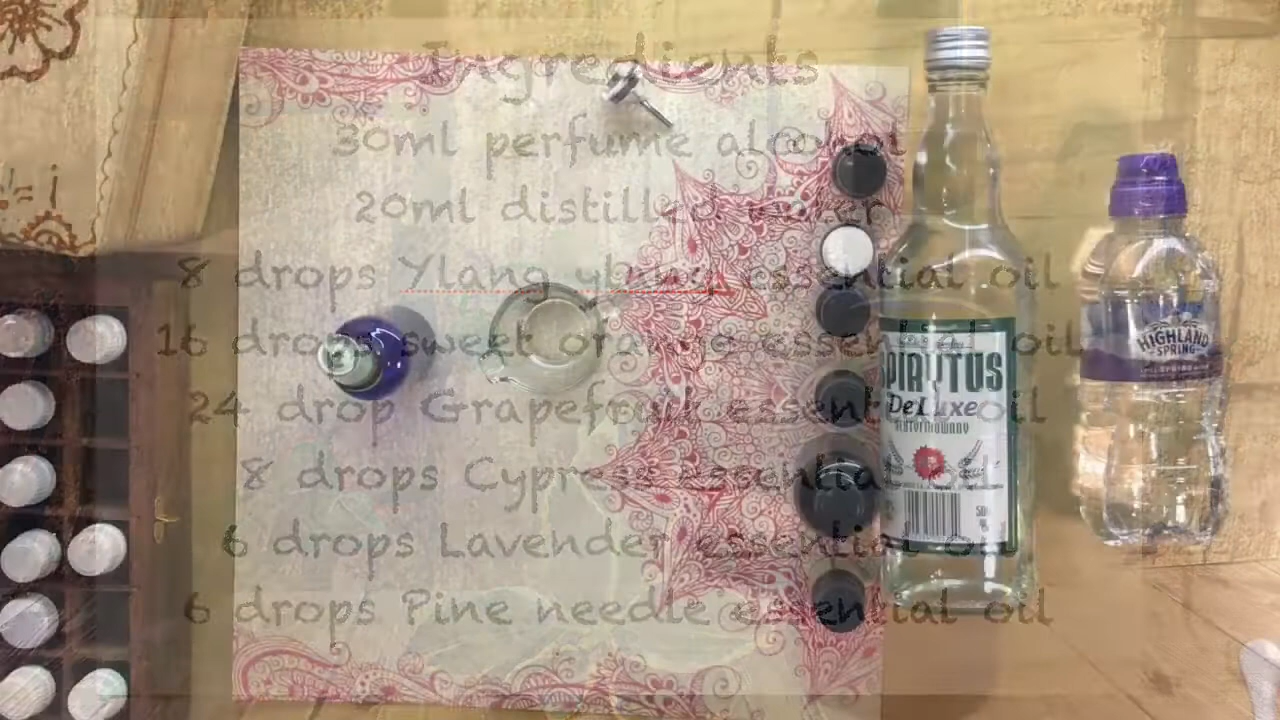 Ingredients
30ml perfume alcohol
20ml distilled water
8 drops Ylang ylang essential oil
16 drops sweet orange essential oil
24 drop Grapefruit essential oil
8 drops Cypress Essential oil
6 drops Lavender essential oil
6 drops Pine needle essential oil
SPIRYTUS
De Luxe
HIGHLAND
SPRING